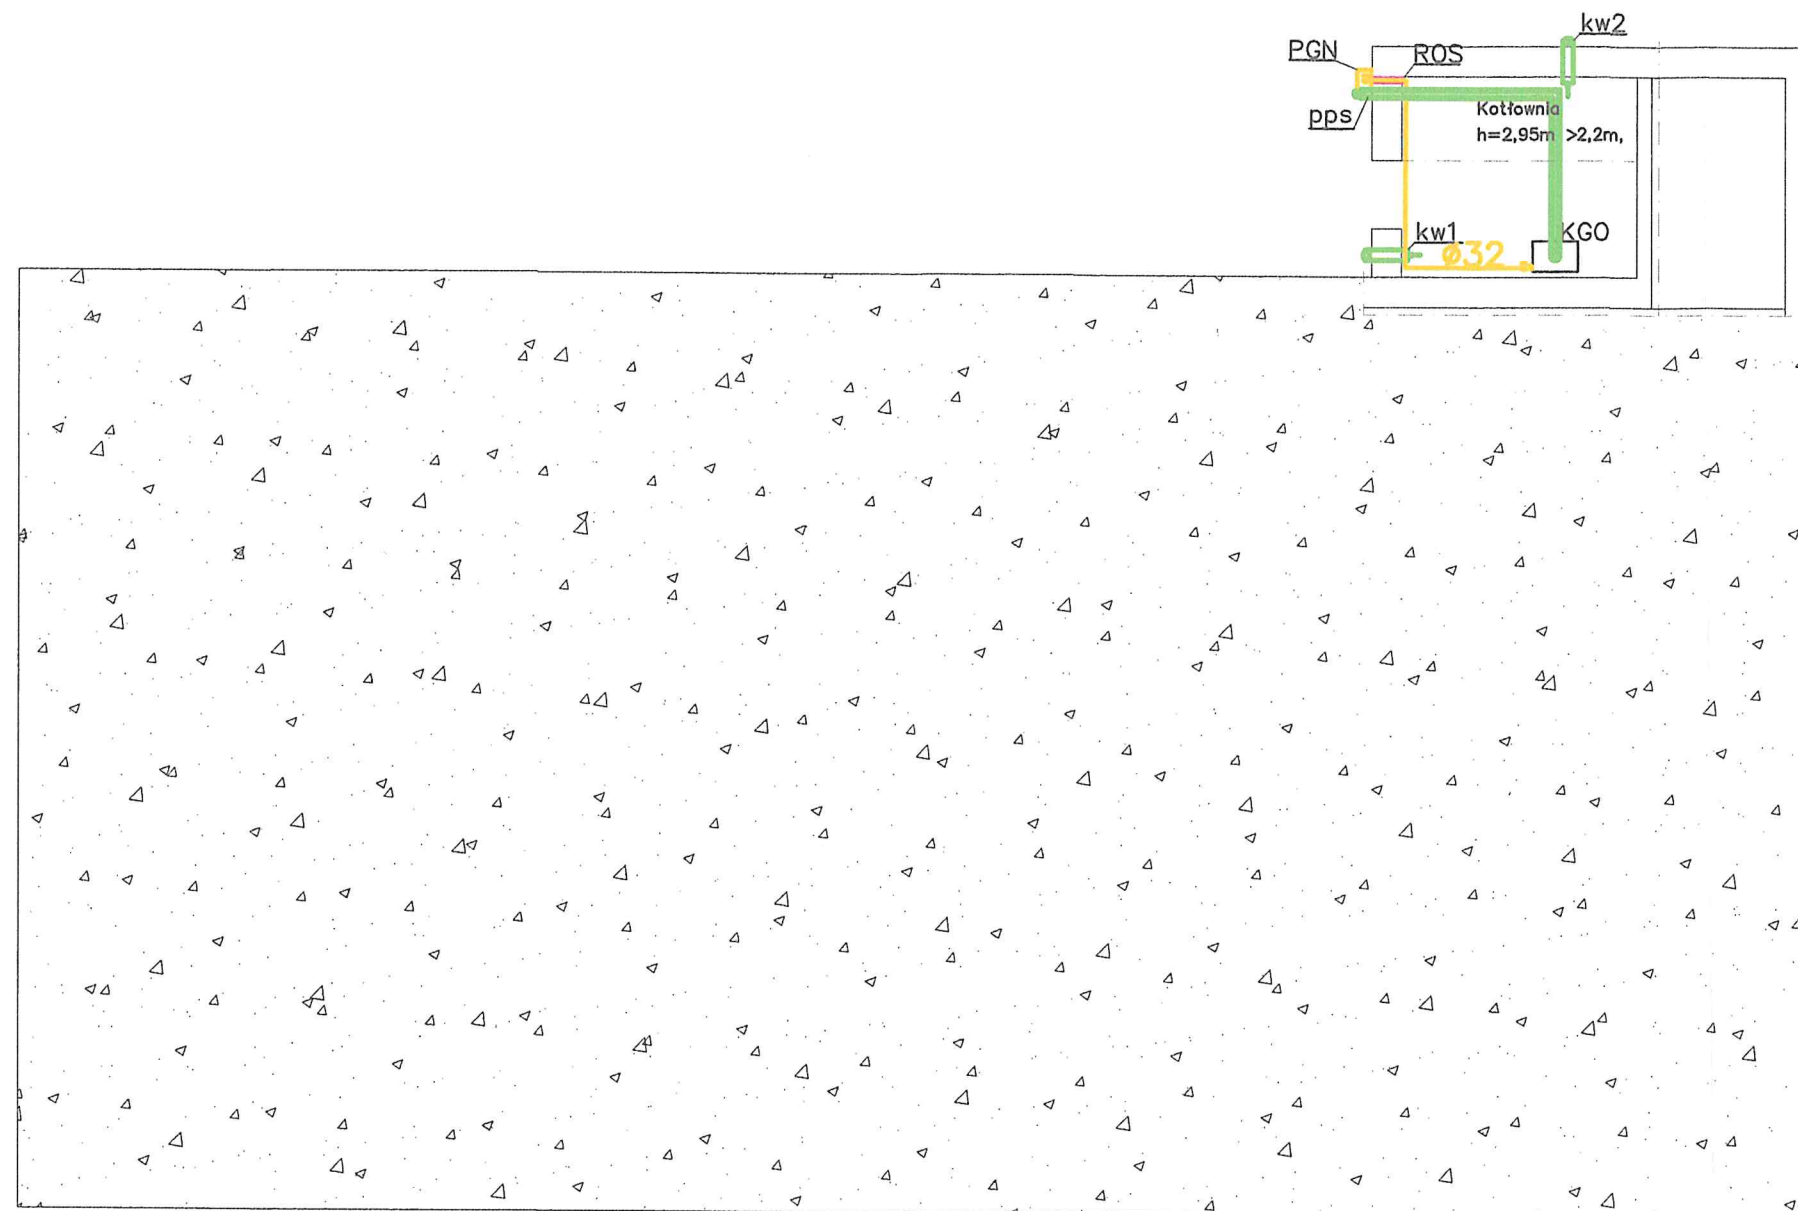 kw2
PGN
ROS
pps
Kotłownia
h=2,95m >2,2m,
kw1
ø32
KGO